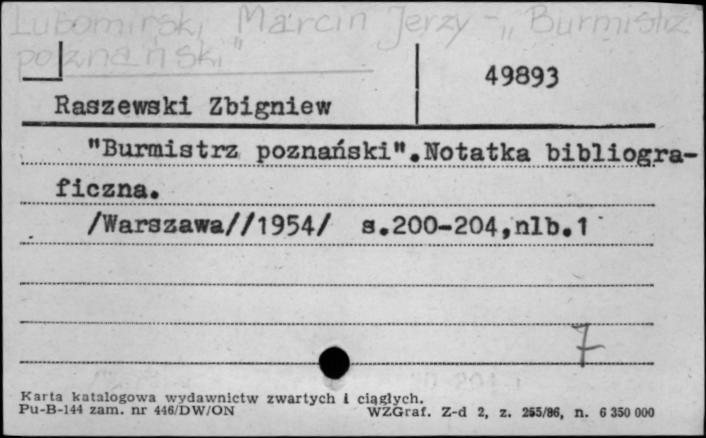 Lubomirski, Marcin Jerzy - „Burmistrz
poznański"
49893
Raszewski Zbigniew
"Burmistrz poznański".Notatka bibliogra-
ficzna.
/Warszawa//1954/ s.200-204,nlb.1
7
Karta katalogowa wydawnictw zwartych i ciągłych.
Pu-B-144 zam. nr 446/DW/ON WZGraf. Z-d 2, z. 255/86, n. 6 350 000